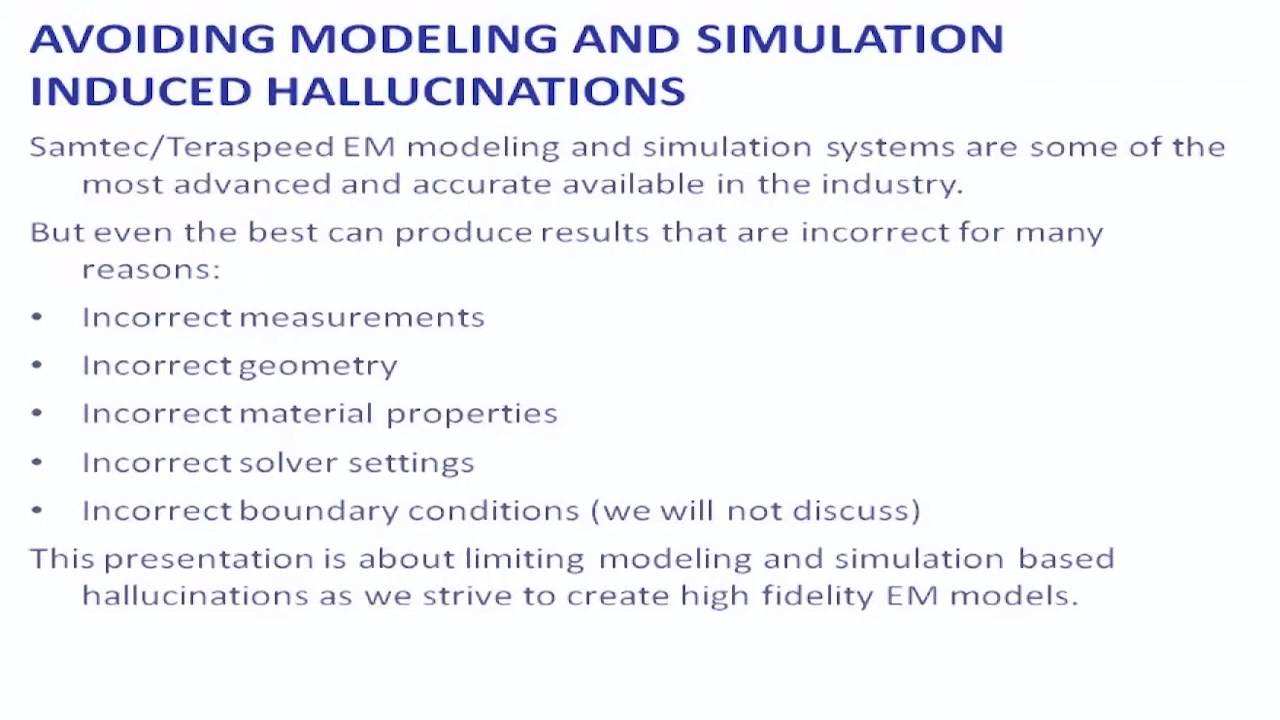 AVOIDING MODELING AND SIMULATION
INDUCED HALLUCINATIONS
Samtec/Teraspeed EM modeling and simulation systems are some of the
most advanced and accurate available in the industry.
But even the best can produce results that are incorrect for many
reasons:
• Incorrect measurements
• Incorrect geometry
• Incorrect material properties
• Incorrect solver settings
• Incorrect boundary conditions (we will not discuss)
This presentation is about limiting modeling and simulation based
hallucinations as we strive to create high fidelity EM models.